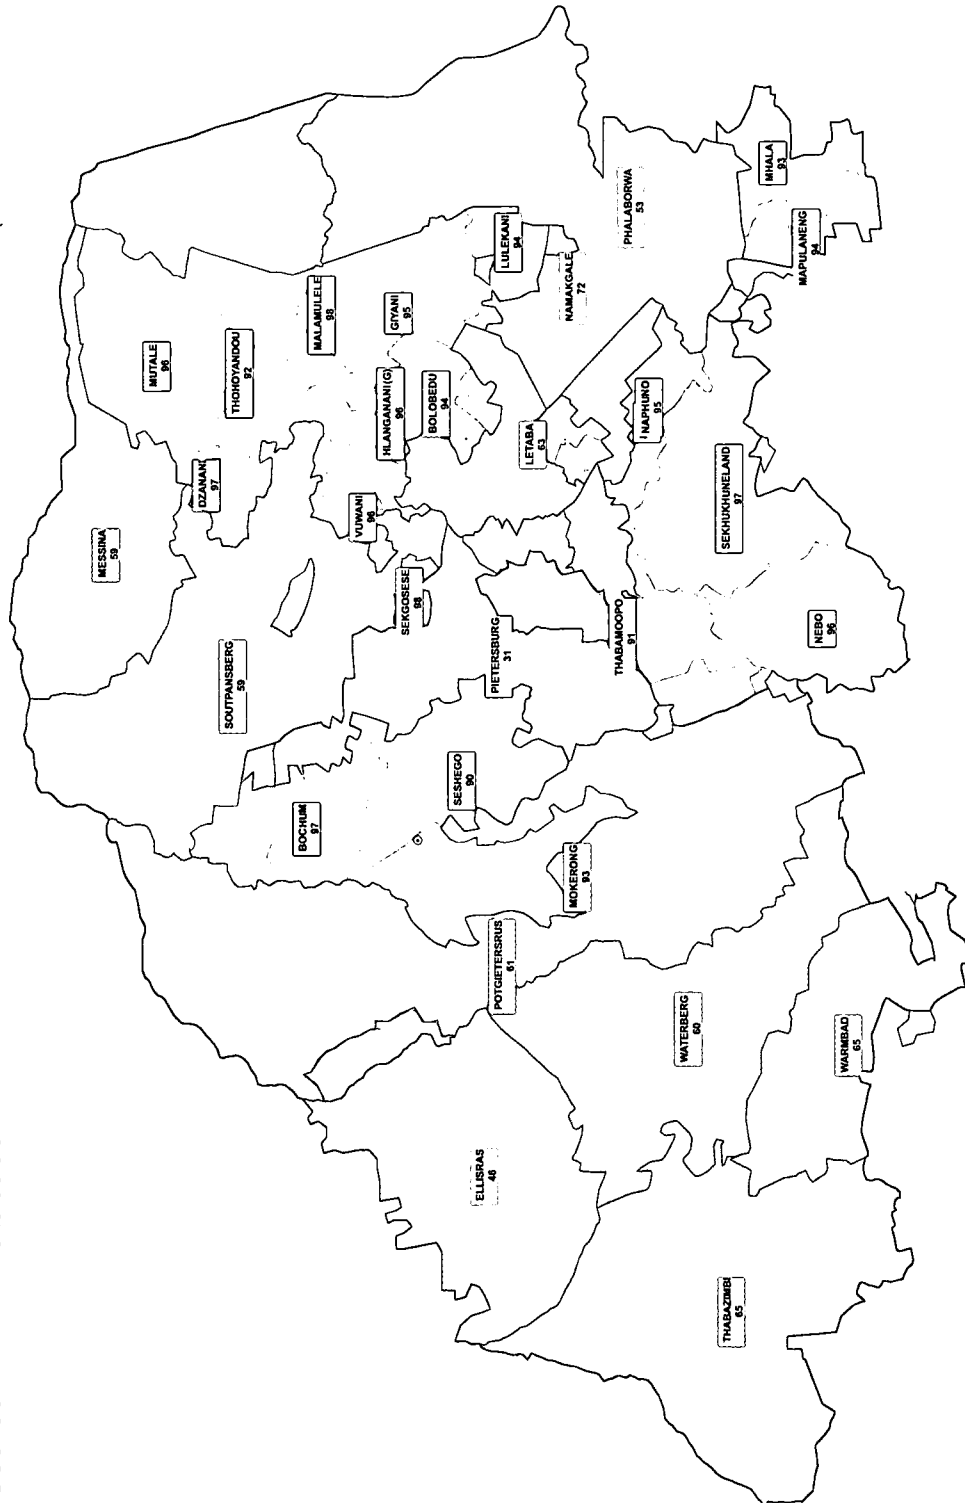 MESSINA
59
MUTALE
96
DZANANI
97
SOUTPANSBERG
59
THOHOYANDOU
92
BOCHUM
97
MALAMULELE
98
VUWANI
96
HLANGANANI (G)
96
GIYANI
95
SEKGOSESE
98
BOLOBEDU
94
SESHEGO
90
ELLISRAS
46
PIETERSBURG
31
POTGIETERSRUS
61
LULEKANI
94
LETABA
63
NAMAKGALE
72
MOKERONG
93
THABAMOOPO
91
PHALABORWA
53
NAPHUNO
95
WATERBERG
60
SEKHUKHUNELAND
97
THABAZIMBI
65
MHALA
93
MAPULANENG
94
NEBO
96
WARMBAD
65